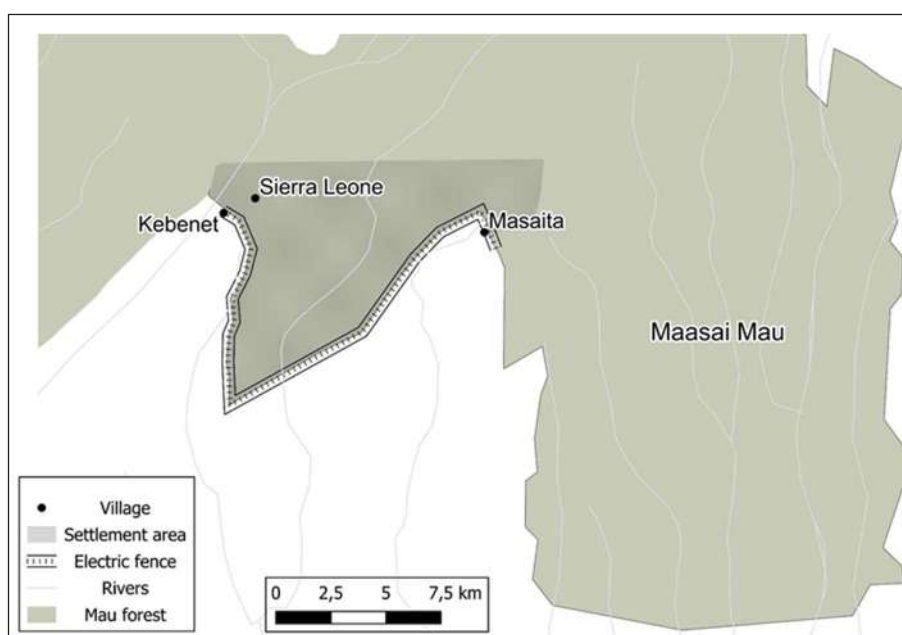 Sierra Leone
Kebenet
Masaita
Maasai Mau
Village
Settlement area
Electric fence
Rivers
Mau forest
0 2,5 5 7,5 km